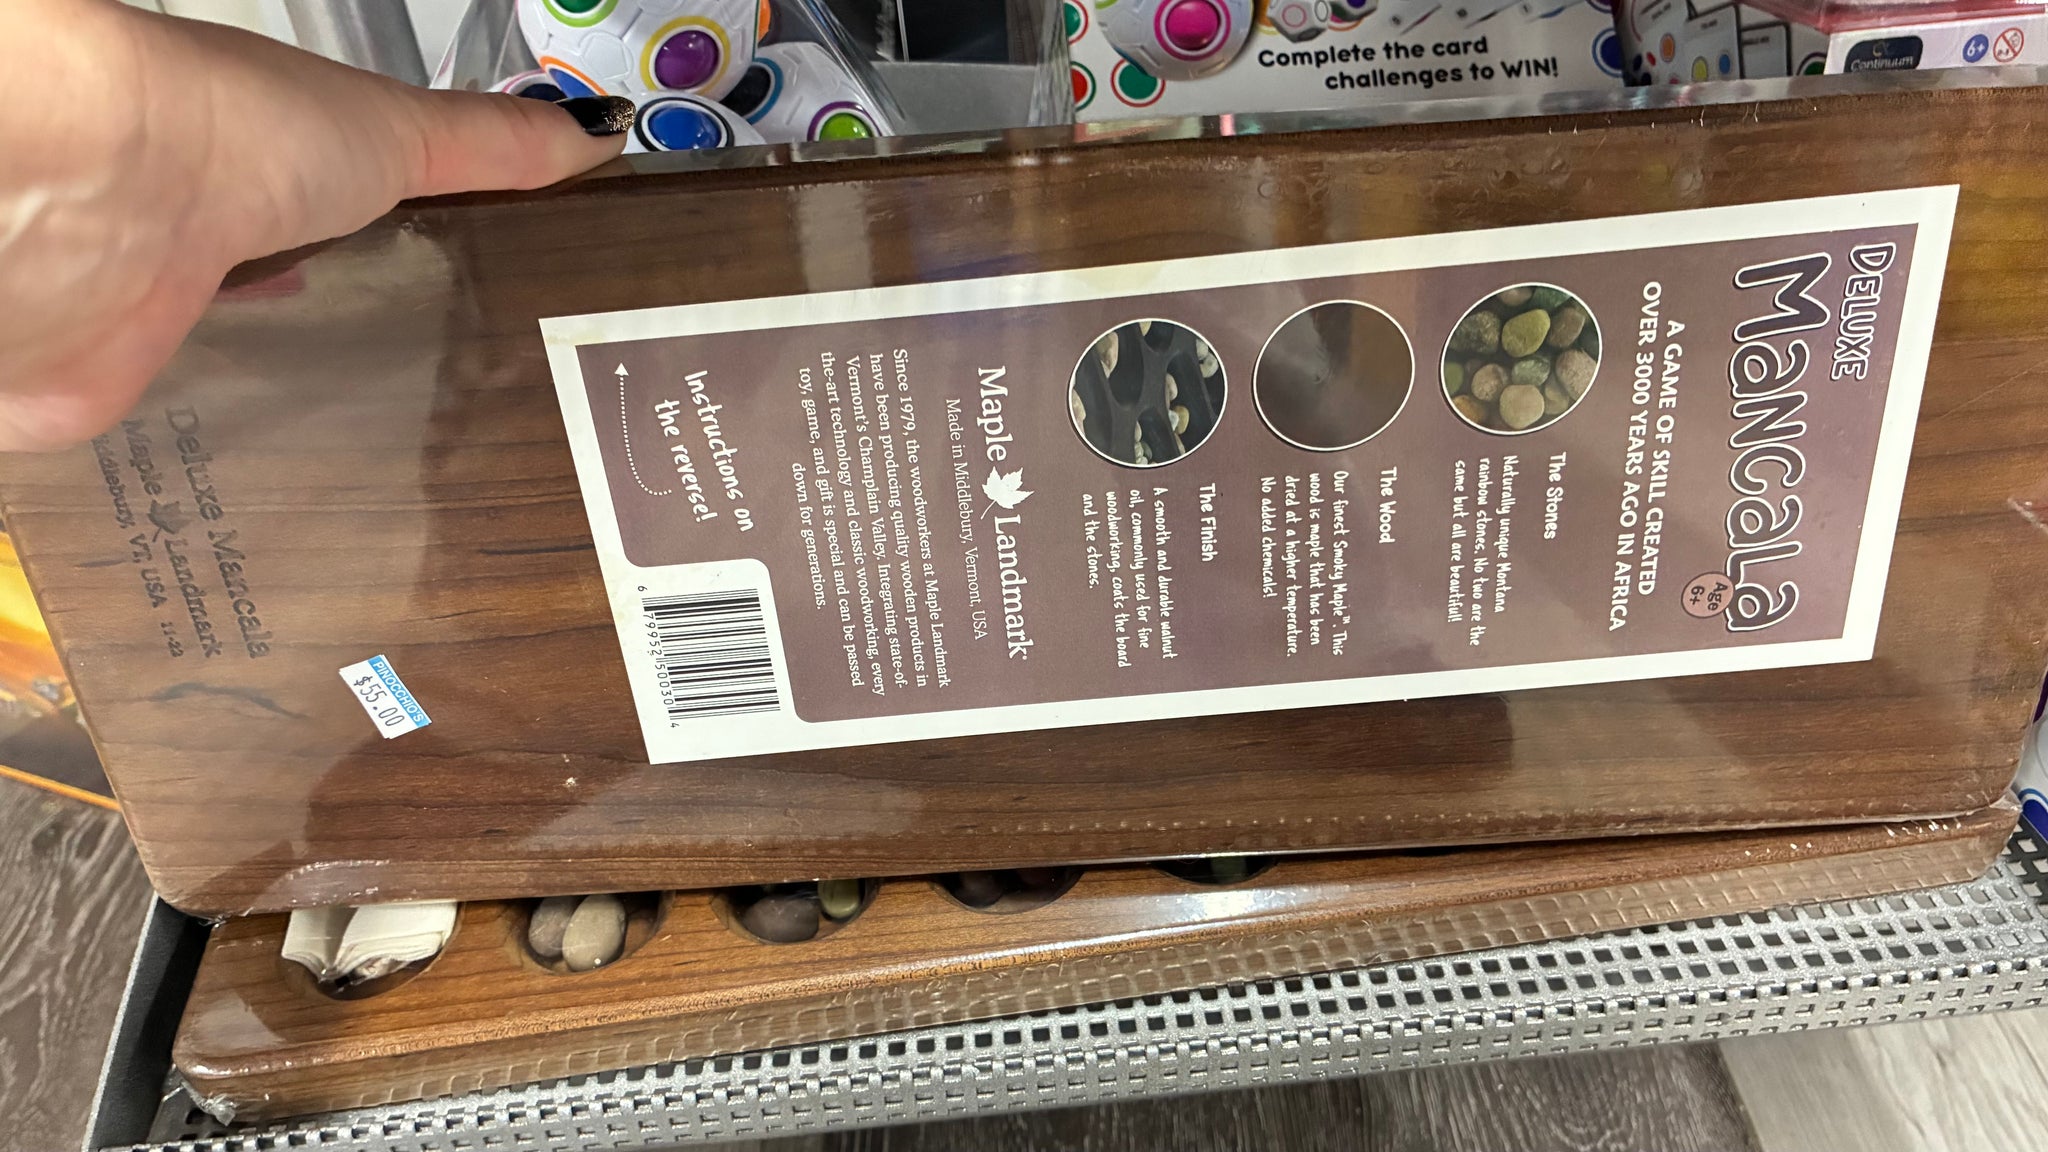 Complete the card
challenges to WIN!
Continuum
6+
DELUXE
Mancala
Age
6+
A GAME OF SKILL CREATED
OVER 3000 YEARS AGO IN AFRICA
The Stones
Naturally unique Montana
rainbow stones. No two are the
same but all are beautiful!
The Wood
Our finest Smoky Maple™. This
wood is maple that has been
dried at a higher temperature.
No added chemicals!
The Finish
A smooth and durable walnut
oil, commonly used for fine
woodworking, coats the board
and the stones.
Maple Landmark®
Made in Middlebury, Vermont, USA
Since 1979, the woodworkers at Maple Landmark
have been producing quality wooden products in
Vermont's Champlain Valley. Integrating state-of-
the-art technology and classic woodworking, every
toy, game, and gift is special and can be passed
down for generations.
Instructions on
the reverse!
6 79952 50030 4
PINOCCHIO'S
$55.00
Deluxe Mancala
Maple Landmark
Middlebury, VT, USA 11-22